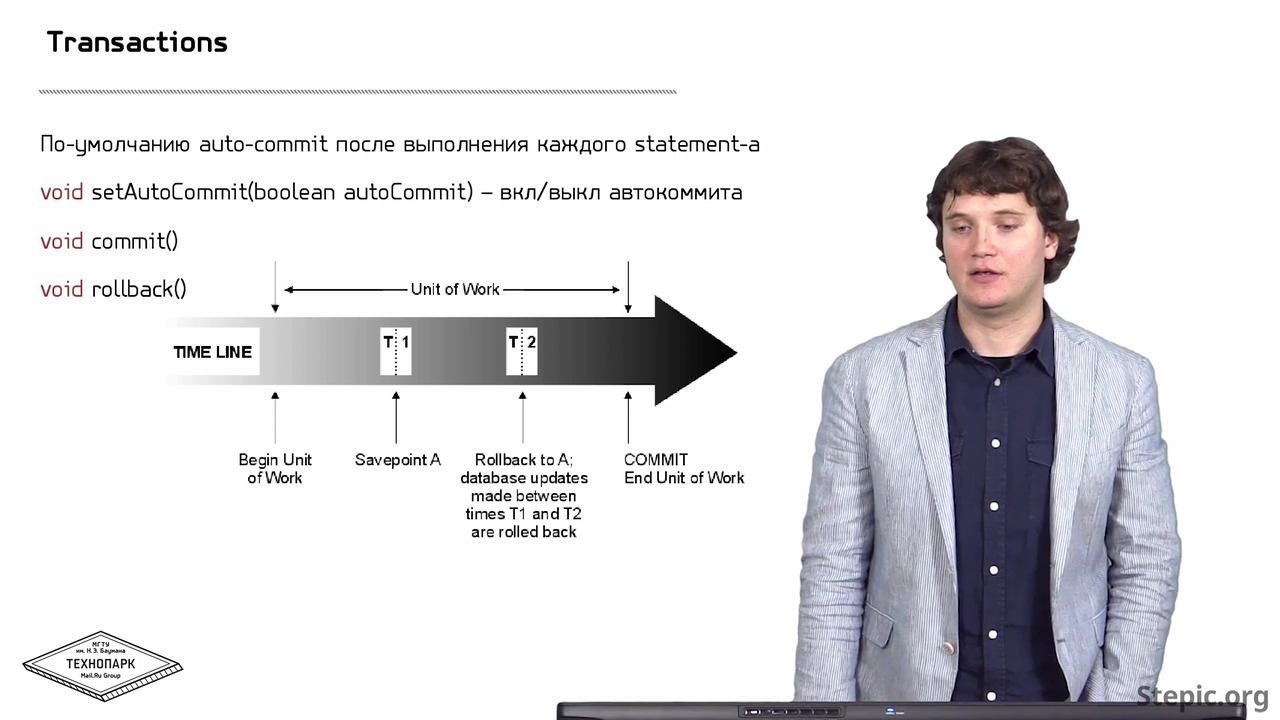 Transactions
По-умолчанию auto-commit после выполнения каждого statement-а
void setAutoCommit(boolean autoCommit) – вкл/выкл автокоммита
void commit()
void rollback()
Unit of Work
TIME LINE
T 1
T 2
Begin Unit
of Work
Savepoint A
Rollback to A;
database updates
made between
times T1 and T2
are rolled back
COMMIT
End Unit of Work
МГТУ
им. Н.Э. Баумана
ТЕХНОПАРК
Mail.Ru Group
Stepic.org